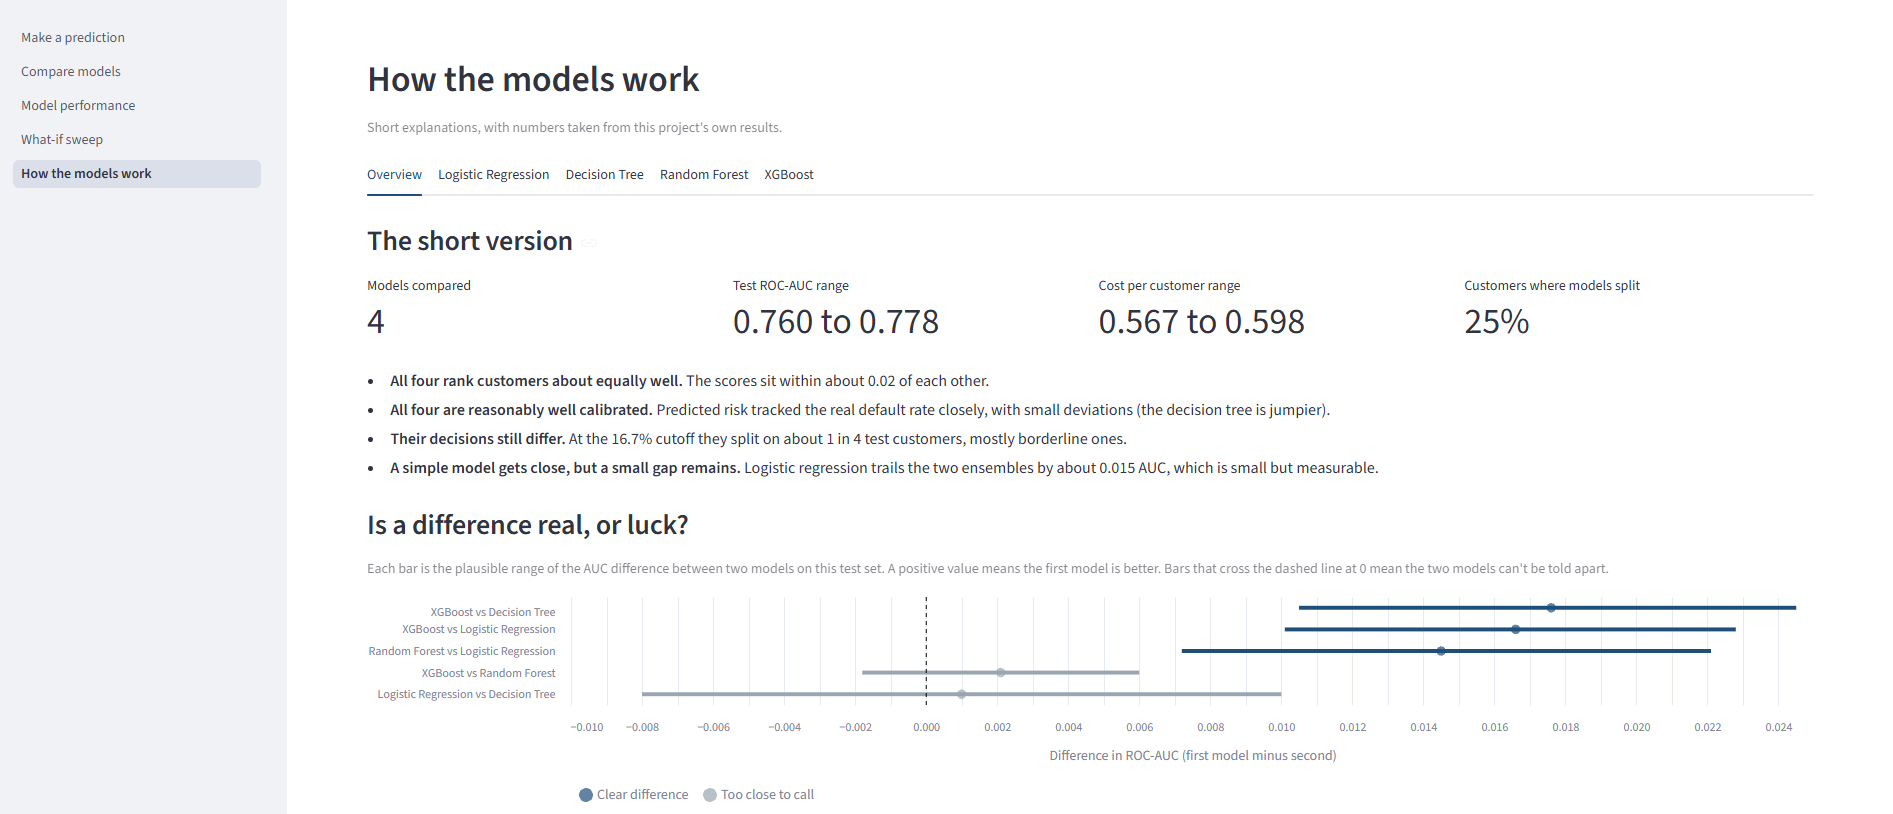 Make a prediction
Compare models
Model performance
What-if sweep
How the models work
How the models work
Short explanations, with numbers taken from this project's own results.
Overview Logistic Regression Decision Tree Random Forest XGBoost
The short version
Models compared Test ROC-AUC range Cost per customer range Customers where models split
4 0.760 to 0.778 0.567 to 0.598 25%
• All four rank customers about equally well. The scores sit within about 0.02 of each other.
• All four are reasonably well calibrated. Predicted risk tracked the real default rate closely, with small deviations (the decision tree is jumpier).
• Their decisions still differ. At the 16.7% cutoff they split on about 1 in 4 test customers, mostly borderline ones.
• A simple model gets close, but a small gap remains. Logistic regression trails the two ensembles by about 0.015 AUC, which is small but measurable.
Is a difference real, or luck?
Each bar is the plausible range of the AUC difference between two models on this test set. A positive value means the first model is better. Bars that cross the dashed line at 0 mean the two models can't be told apart.
XGBoost vs Decision Tree
XGBoost vs Logistic Regression
Random Forest vs Logistic Regression
XGBoost vs Random Forest
Logistic Regression vs Decision Tree
−0.010 −0.008 −0.006 −0.004 −0.002 0.000 0.002 0.004 0.006 0.008 0.010 0.012 0.014 0.016 0.018 0.020 0.022 0.024
Difference in ROC-AUC (first model minus second)
Clear difference Too close to call